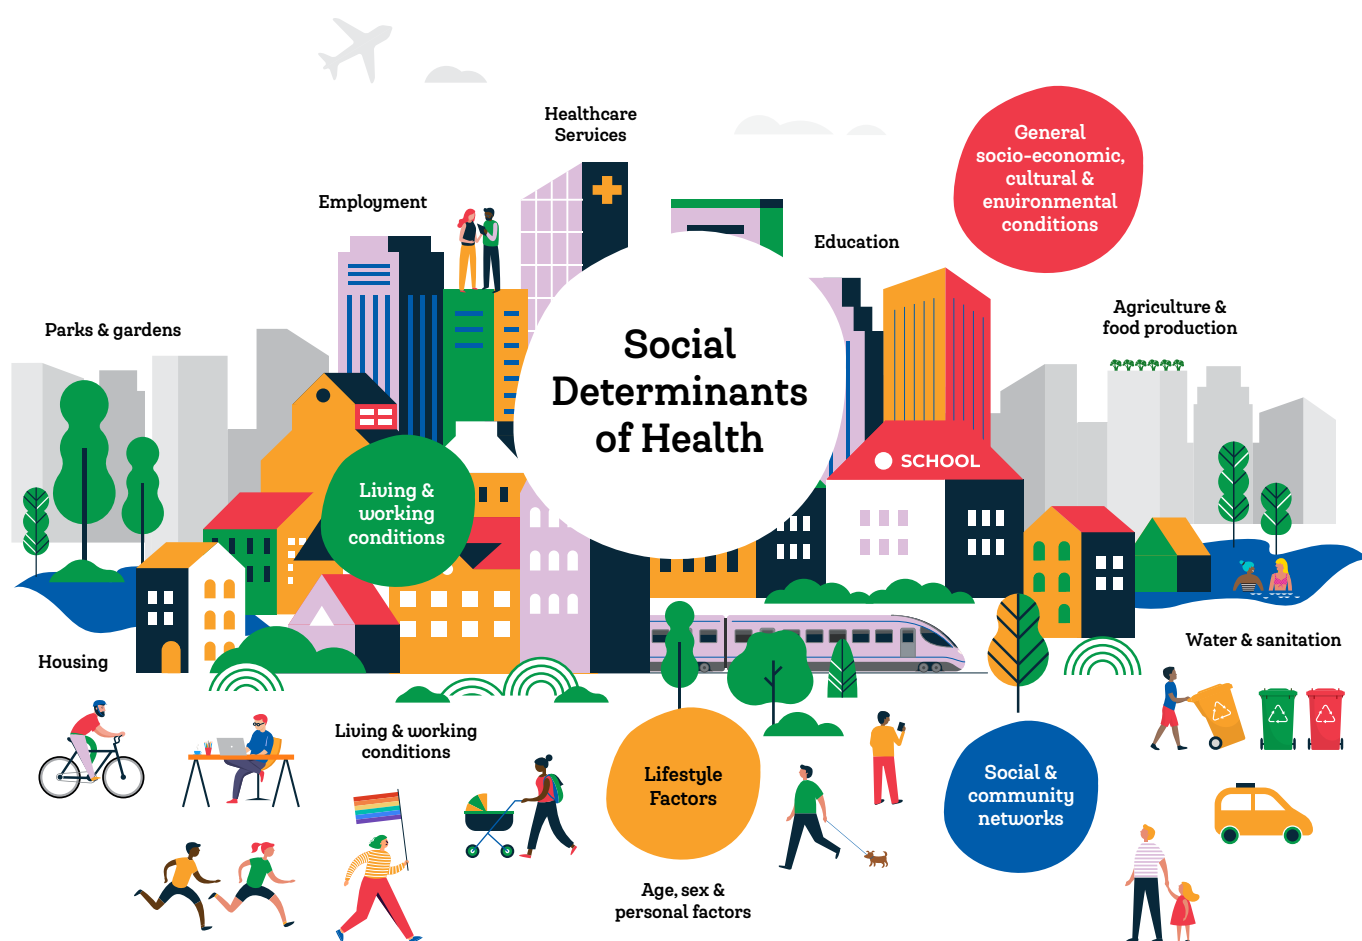 Healthcare
Services
General
socio-economic,
cultural &
environmental
conditions
Employment
Education
Agriculture &
food production
Parks & gardens
Social
Determinants
of Health
SCHOOL
Living &
working
conditions
Water & sanitation
Housing
Living & working
conditions
Lifestyle
Factors
Social &
community
networks
Age, sex &
personal factors